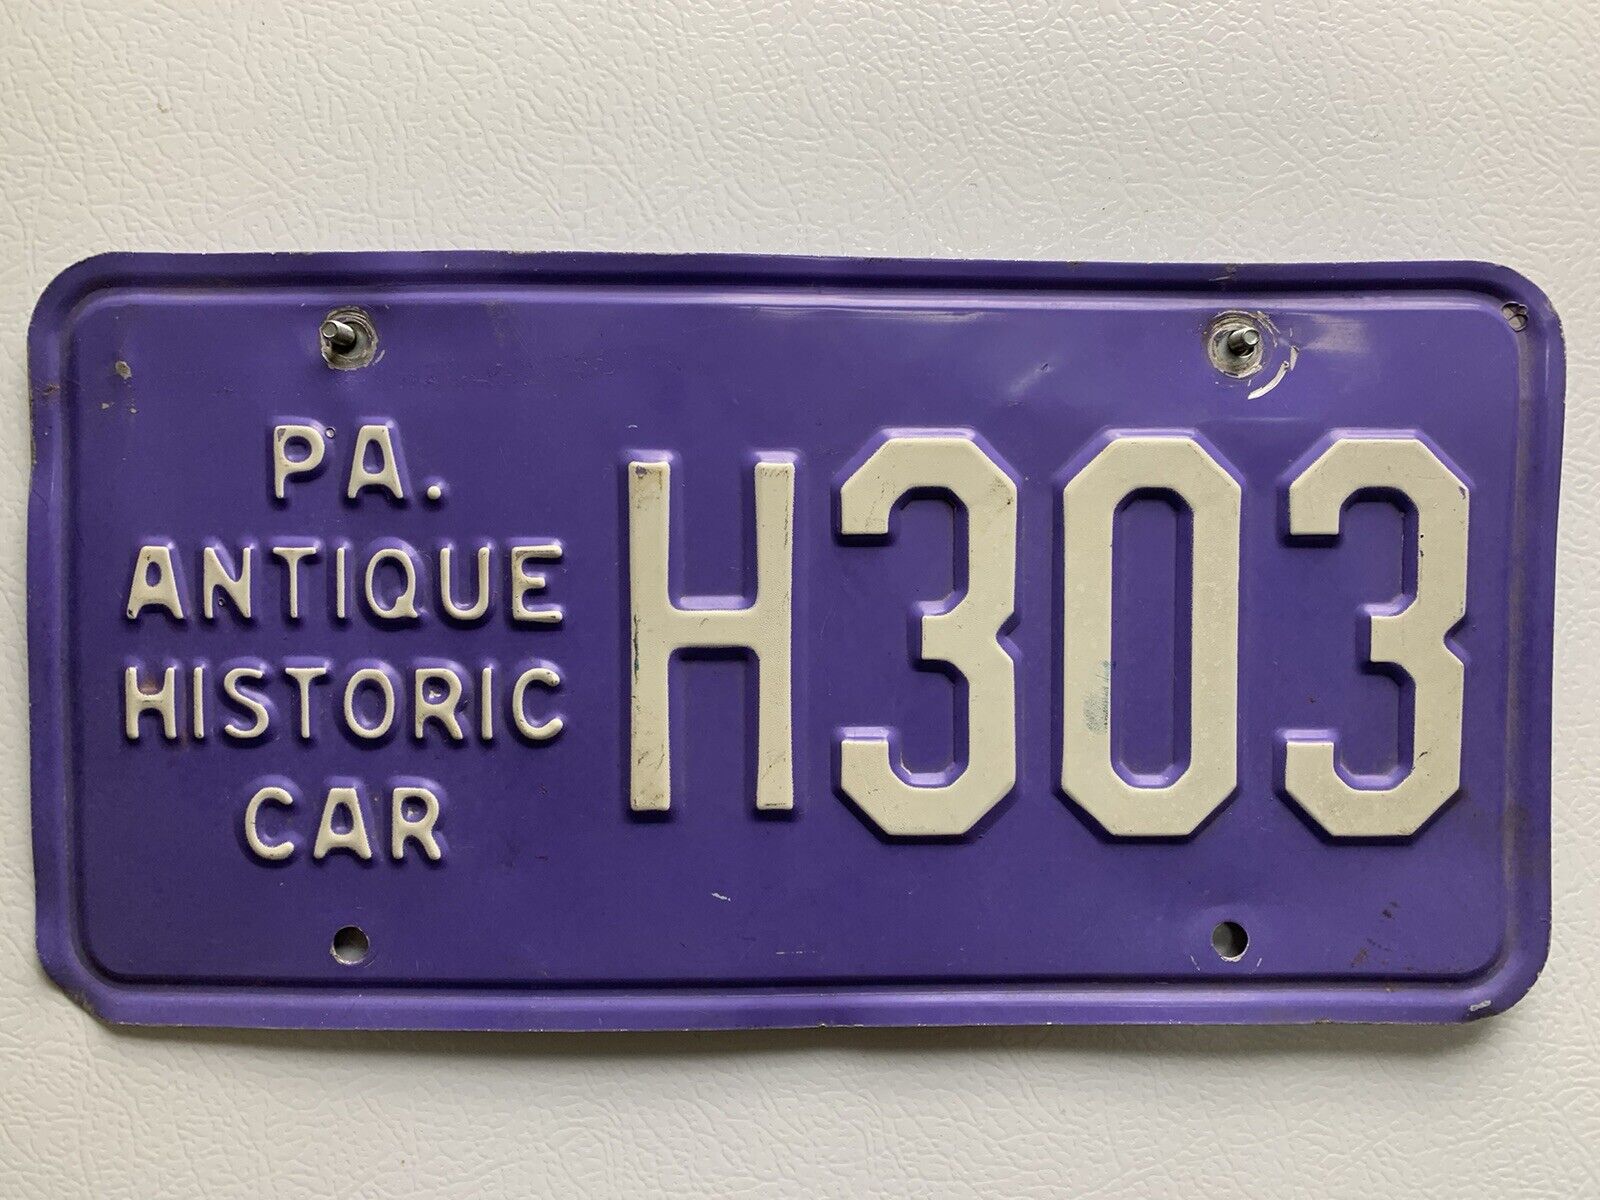 PA.
ANTIQUE
HISTORIC
CAR
H303